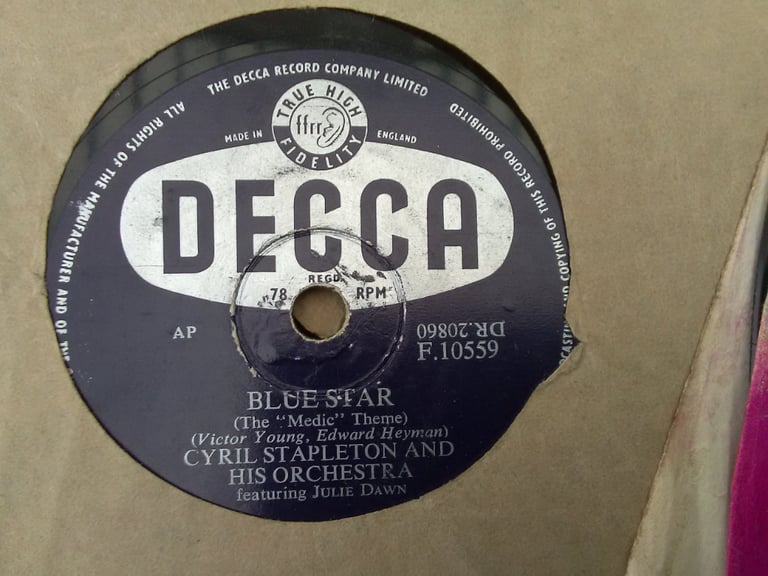 THE DECCA RECORD COMPANY LIMITED
ALL RIGHTS OF THE MANUFACTURER AND OF THE
COPYING OF THIS RECORD PROHIBITED
TRUE HIGH
ffrr
FIDELITY
MADE IN ENGLAND
DECCA
REGD
78 RPM
AP
DR.20860
F.10559
BLUE STAR
(The "Medic" Theme)
(Victor Young, Edward Heyman)
CYRIL STAPLETON AND
HIS ORCHESTRA
featuring JULIE DAWN